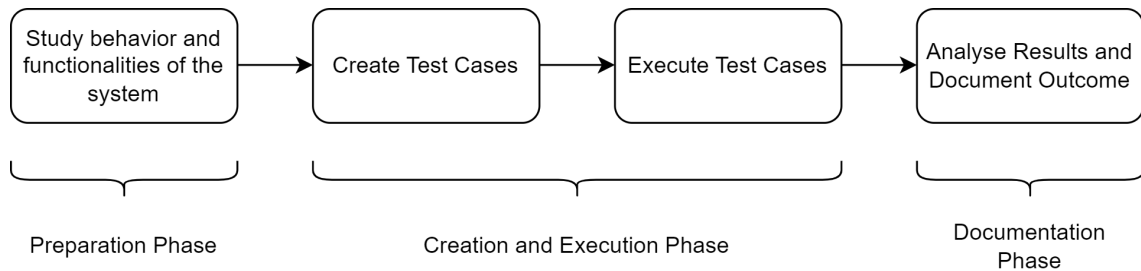 Study behavior and
functionalities of the
system
Create Test Cases
Execute Test Cases
Analyse Results and
Document Outcome
Preparation Phase
Creation and Execution Phase
Documentation
Phase